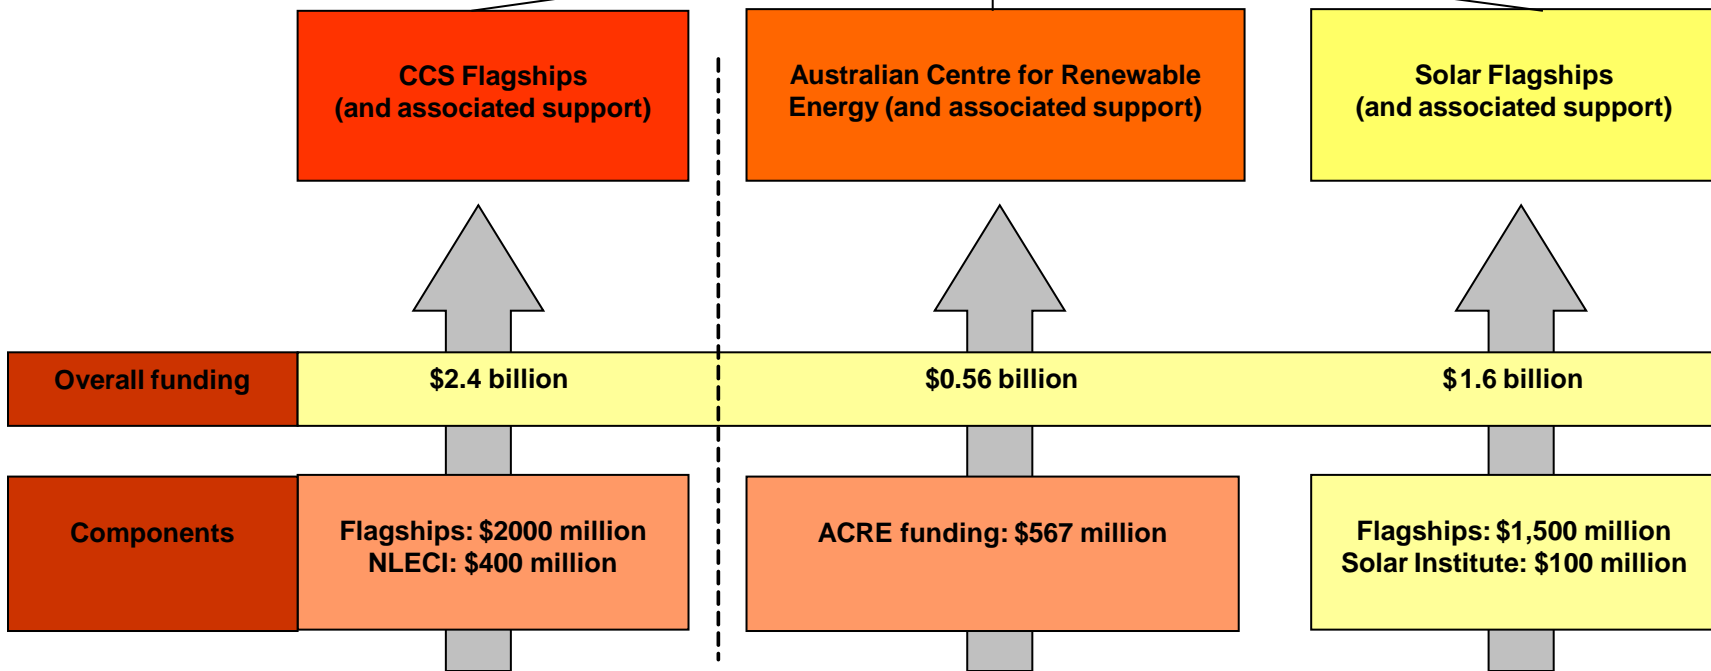 CCS Flagships
(and associated support)
Australian Centre for Renewable
Energy (and associated support)
Solar Flagships
(and associated support)
Overall funding
$2.4 billion
$0.56 billion
$1.6 billion
Components
Flagships: $2000 million
NLECI: $400 million
ACRE funding: $567 million
Flagships: $1,500 million
Solar Institute: $100 million